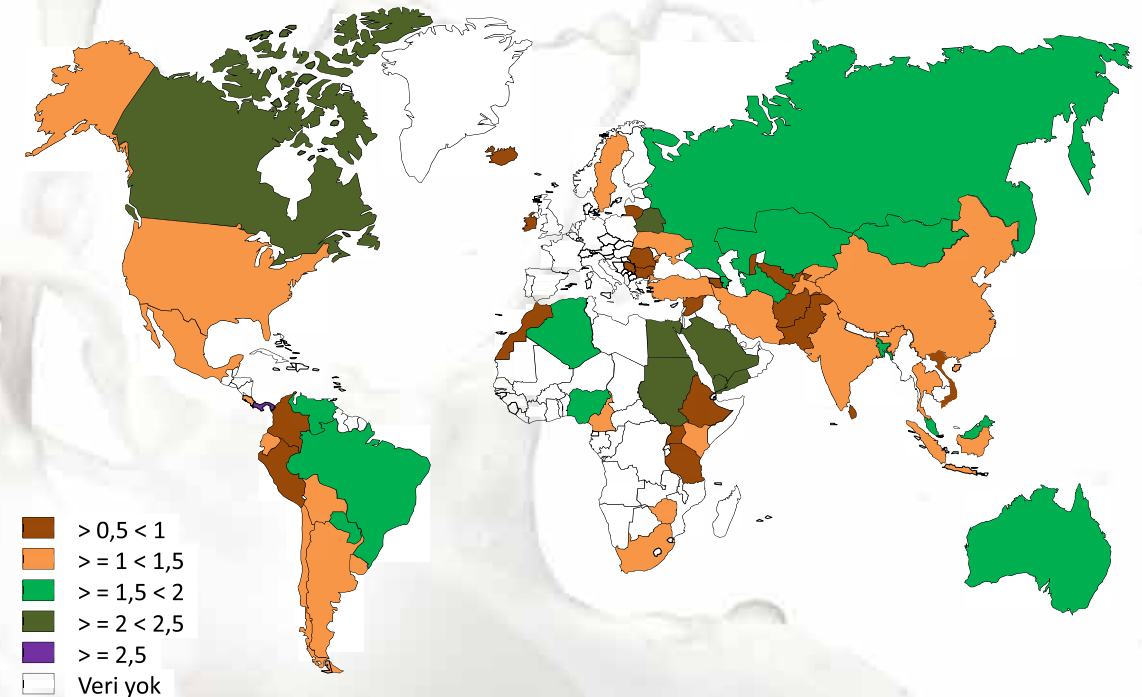 > 0,5 < 1
> = 1 < 1,5
> = 1,5 < 2
> = 2 < 2,5
> = 2,5
Veri yok